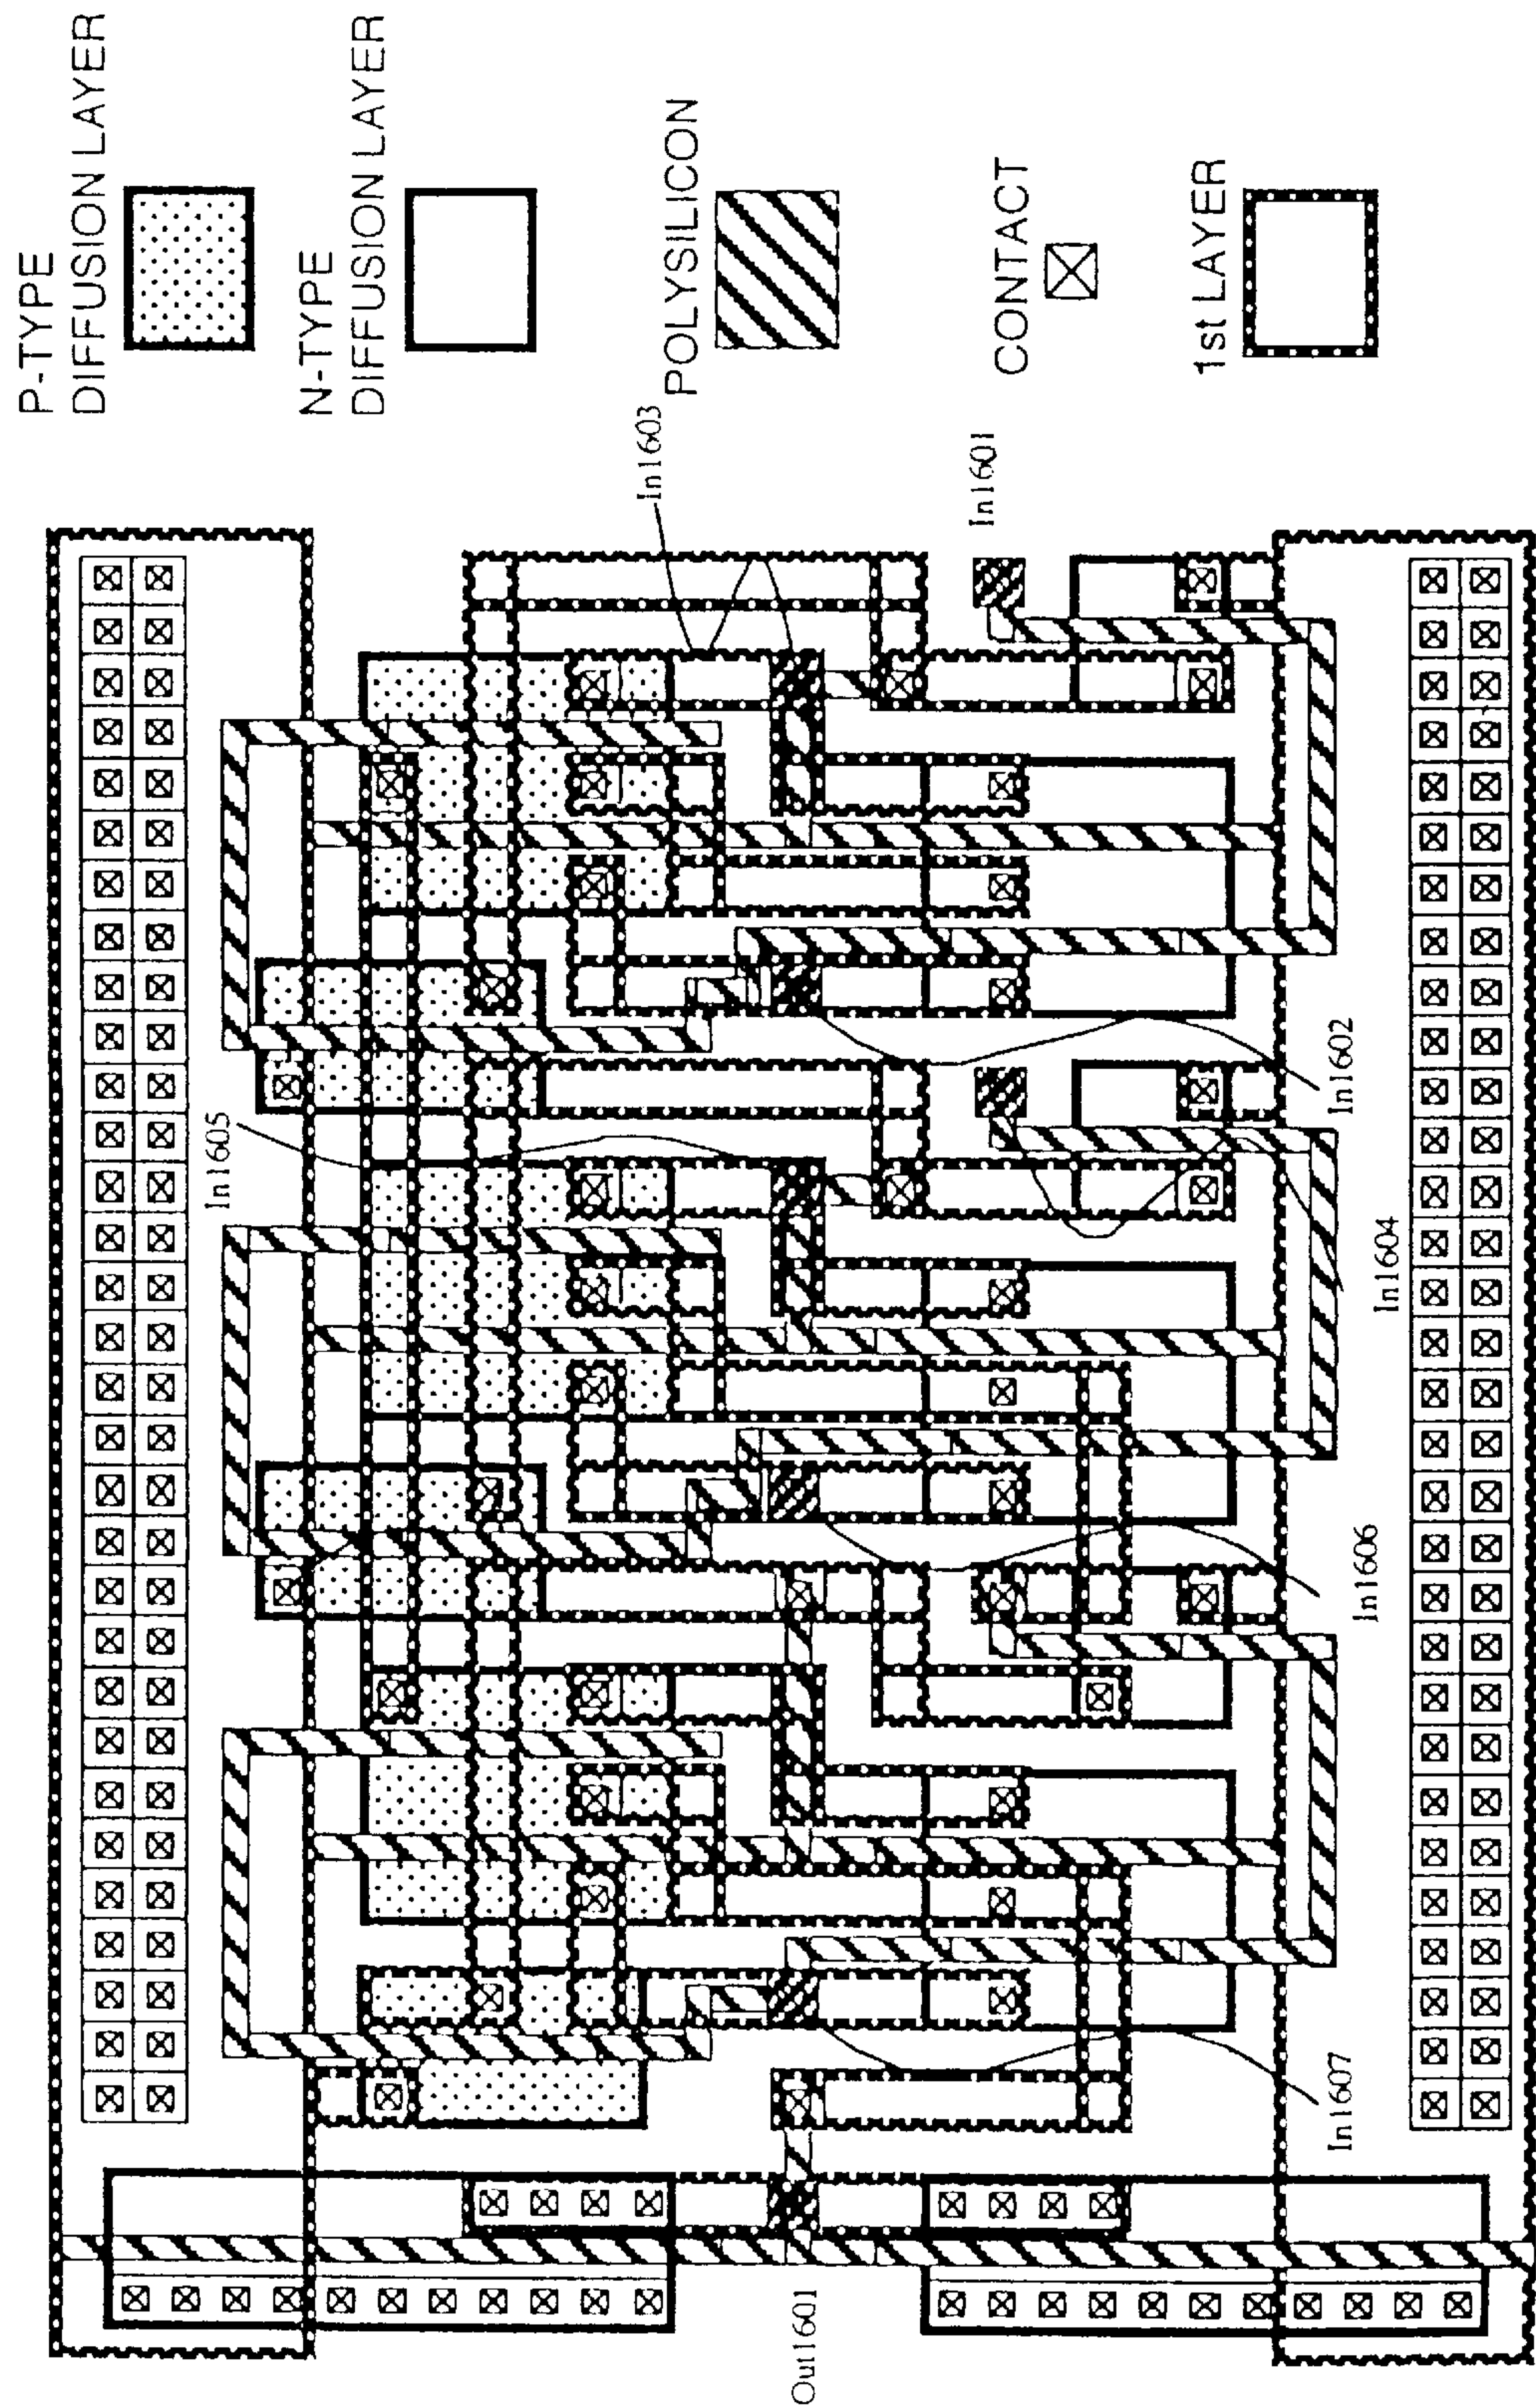 P-TYPE
DIFFUSION LAYER
N-TYPE
DIFFUSION LAYER
POLYSILICON
CONTACT
1st LAYER
In1603
In1601
In1605
In1602
In1604
In1606
In1607
Out1601